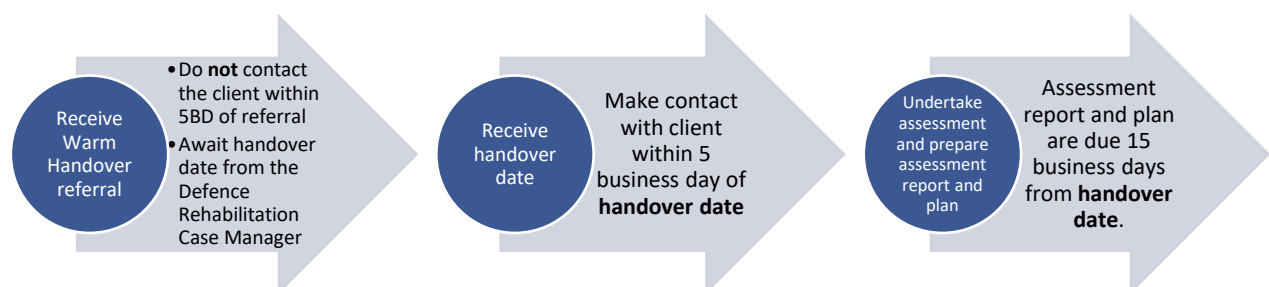 Receive
Warm
Handover
referral
•Do not contact
the client within
5BD of referral
•Await handover
date from the
Defence
Rehabilitation
Case Manager
Receive
handover
date
Make contact
with client
within 5
business day of
handover date
Undertake
assessment
and prepare
assessment
report and
plan
Assessment
report and plan
are due 15
business days
from handover
date.